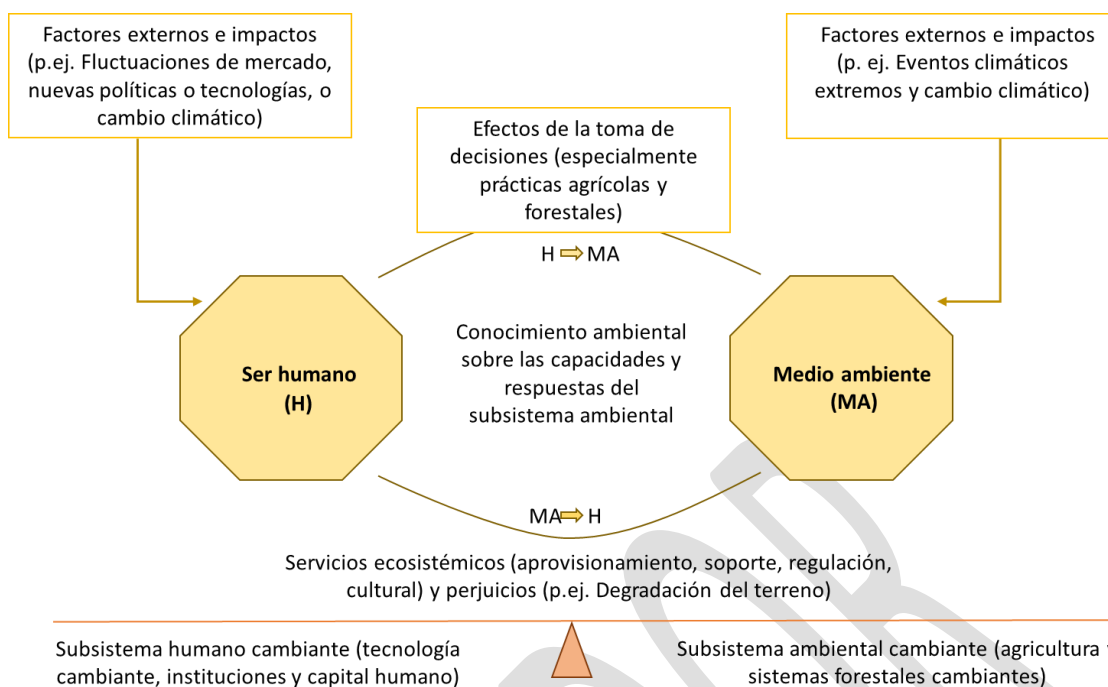 Factores externos e impactos
(p.ej. Fluctuaciones de mercado,
nuevas políticas o tecnologías, o
cambio climático)
Factores externos e impactos
(p. ej. Eventos climáticos
extremos y cambio climático)
Efectos de la toma de
decisiones (especialmente
prácticas agrícolas y
forestales)
H ⇨ MA
Ser humano
(H)
Conocimiento ambiental
sobre las capacidades y
respuestas del
subsistema ambiental
Medio ambiente
(MA)
MA ⇨ H
Servicios ecosistémicos (aprovisionamiento, soporte, regulación,
cultural) y perjuicios (p.ej. Degradación del terreno)
Subsistema humano cambiante (tecnología
cambiante, instituciones y capital humano)
Subsistema ambiental cambiante (agricultura
sistemas forestales cambiantes)